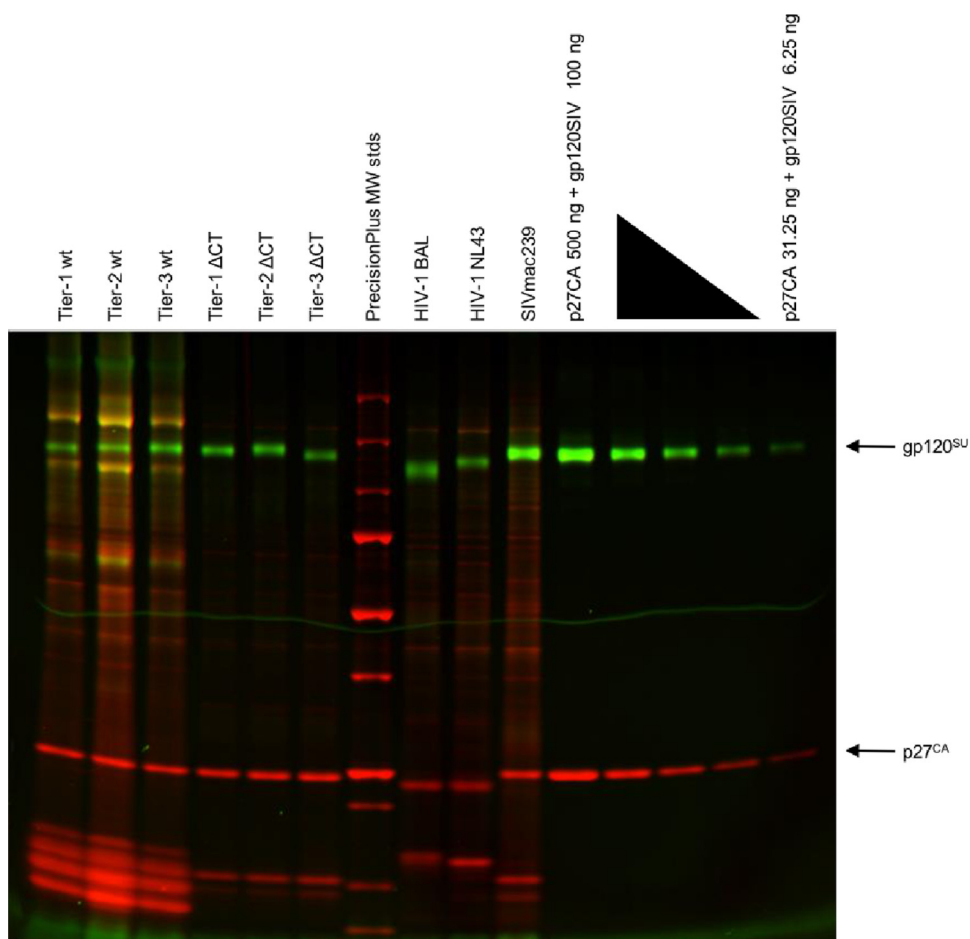 Tier-1 wt
Tier-2 wt
Tier-3 wt
Tier-1 ΔCT
Tier-2 ΔCT
Tier-3 ΔCT
PrecisionPlus MW stds
HIV-1 BAL
HIV-1 NL43
SIVmac239
p27CA 500 ng + gp120SIV 100 ng
p27CA 31.25 ng + gp120SIV 6.25 ng
gp120ˢᵁ
p27ᶜᴬ